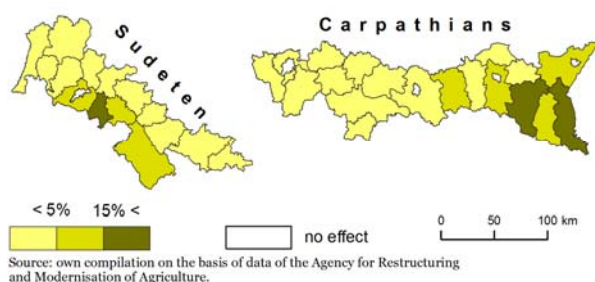 Carpathians
Sudeten
< 5% 15% <
no effect
0 50 100 km
Source: own compilation on the basis of data of the Agency for Restructuring
and Modernisation of Agriculture.